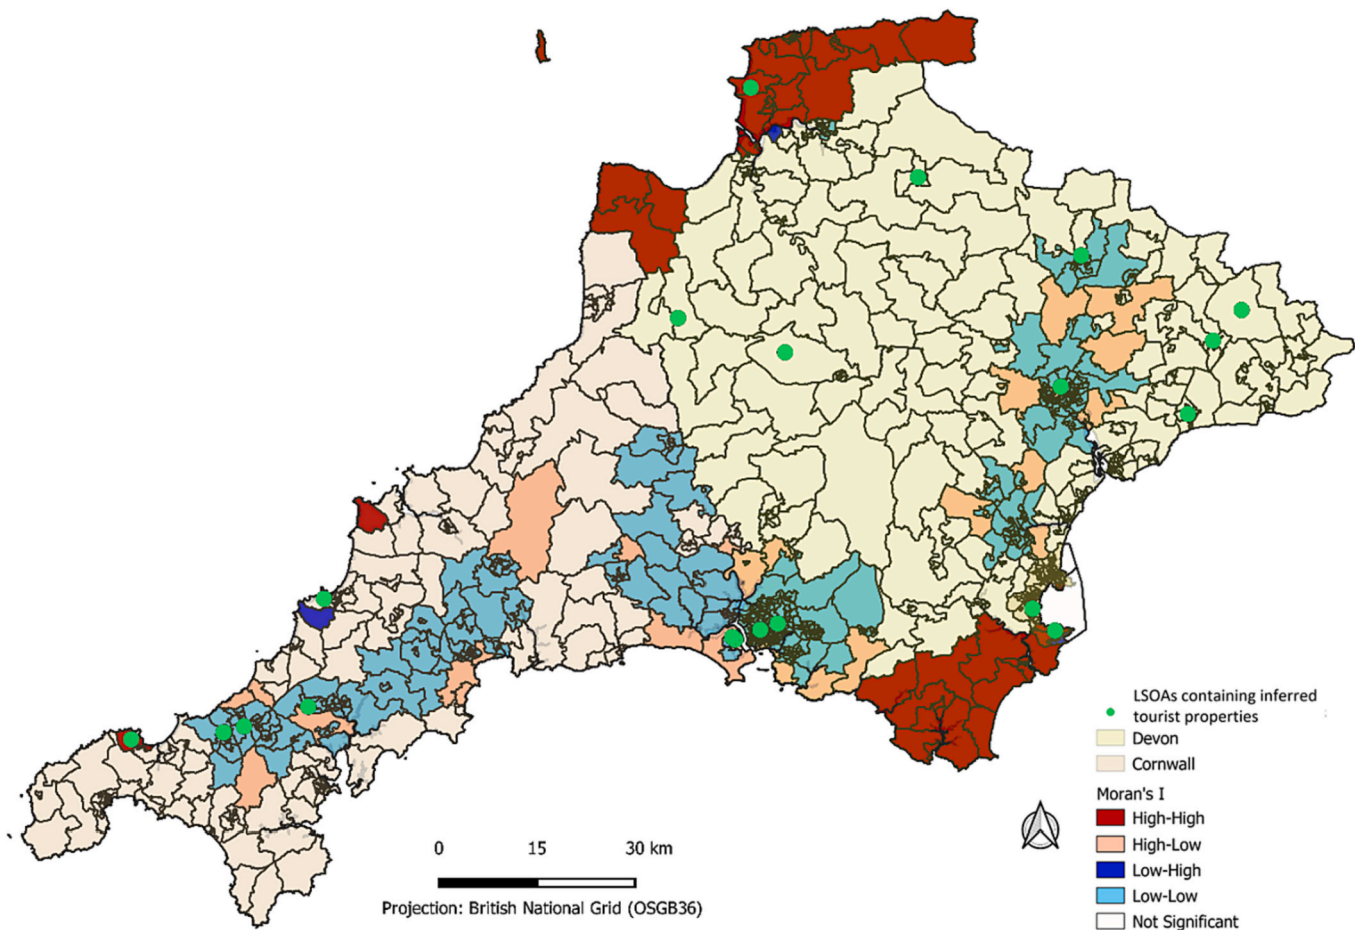 LSOAs containing inferred
tourist properties
Devon
Cornwall
Moran's I
High-High
High-Low
Low-High
Low-Low
Not Significant
0 15 30 km
Projection: British National Grid (OSGB36)